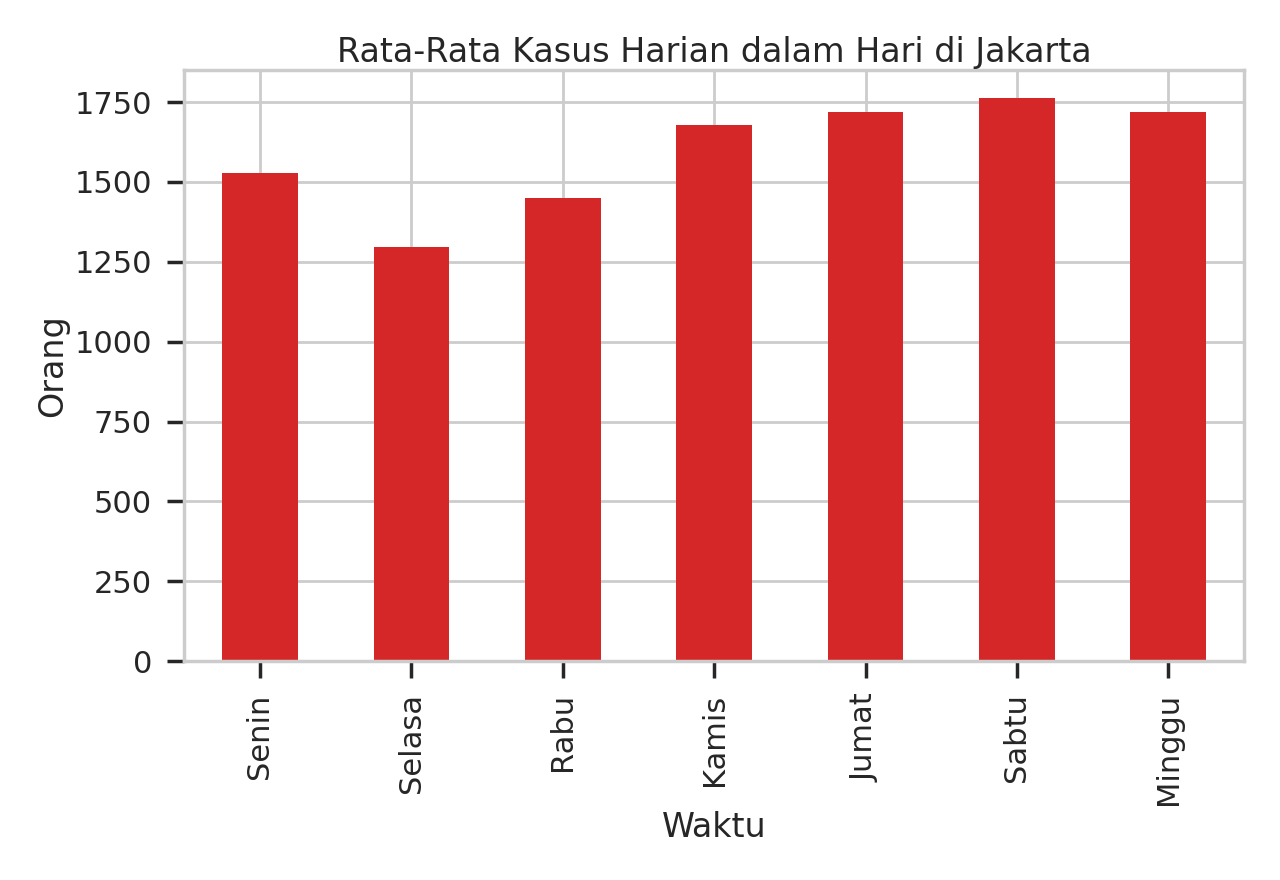 Rata-Rata Kasus Harian dalam Hari di Jakarta
1750
1500
1250
1000
750
500
250
0
Orang
Senin
Selasa
Rabu
Kamis
Jumat
Sabtu
Minggu
Waktu